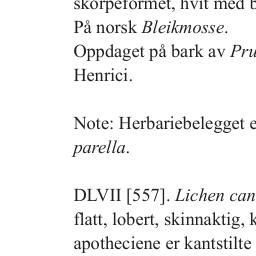 skorpeformet, hvit med b
På norsk Bleikmosse.
Oppdaget på bark av Pru
Henrici.
Note: Herbariebelegget e
parella.
DLVII [557]. Lichen can
flatt, lobert, skinnaktig, k
apotheciene er kantstilte